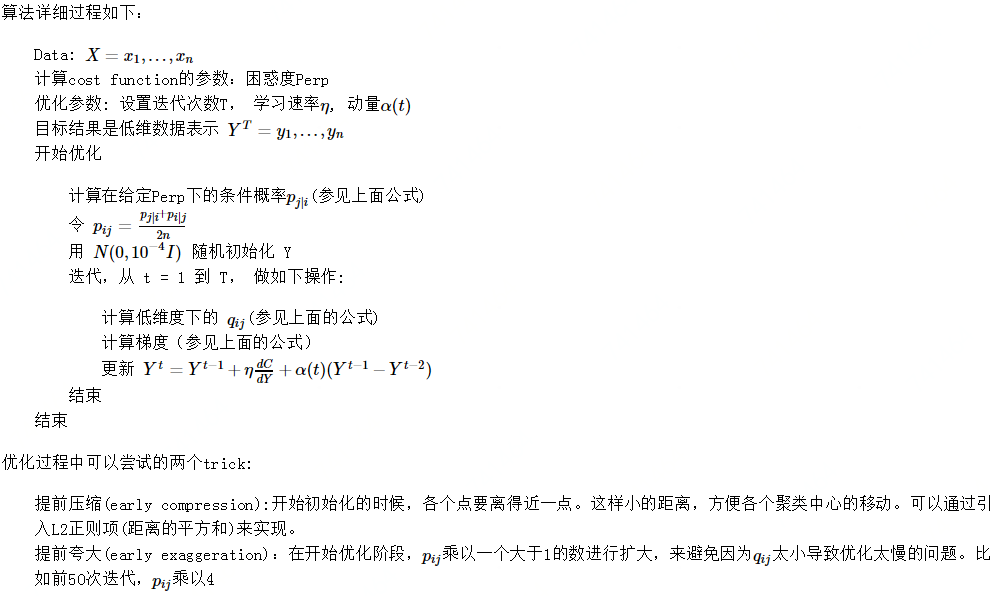 算法详细过程如下：
Data: X = x₁,…,xₙ
计算cost function的参数：困惑度Perp
优化参数: 设置迭代次数T， 学习速率η, 动量α(t)
目标结果是低维数据表示 Y^T = y₁,…,yₙ
开始优化
计算在给定Perp下的条件概率p_{j|i}(参见上面公式)
令 p_{ij} = \frac{p_{j|i}+p_{i|j}}{2n}
用 N(0,10^{-4}I) 随机初始化 Y
迭代，从 t = 1 到 T， 做如下操作:
计算低维度下的 q_{ij}(参见上面的公式)
计算梯度（参见上面的公式）
更新 Y^t = Y^{t-1} + η\frac{dC}{dY} + α(t)(Y^{t-1} − Y^{t-2})
结束
结束
优化过程中可以尝试的两个trick:
提前压缩(early compression):开始初始化的时候，各个点要离得近一点。这样小的距离，方便各个聚类中心的移动。可以通过引
入L2正则项(距离的平方和)来实现。
提前夸大(early exaggeration)：在开始优化阶段，p_{ij}乘以一个大于1的数进行扩大，来避免因为q_{ij}太小导致优化太慢的问题。比
如前50次迭代，p_{ij}乘以4